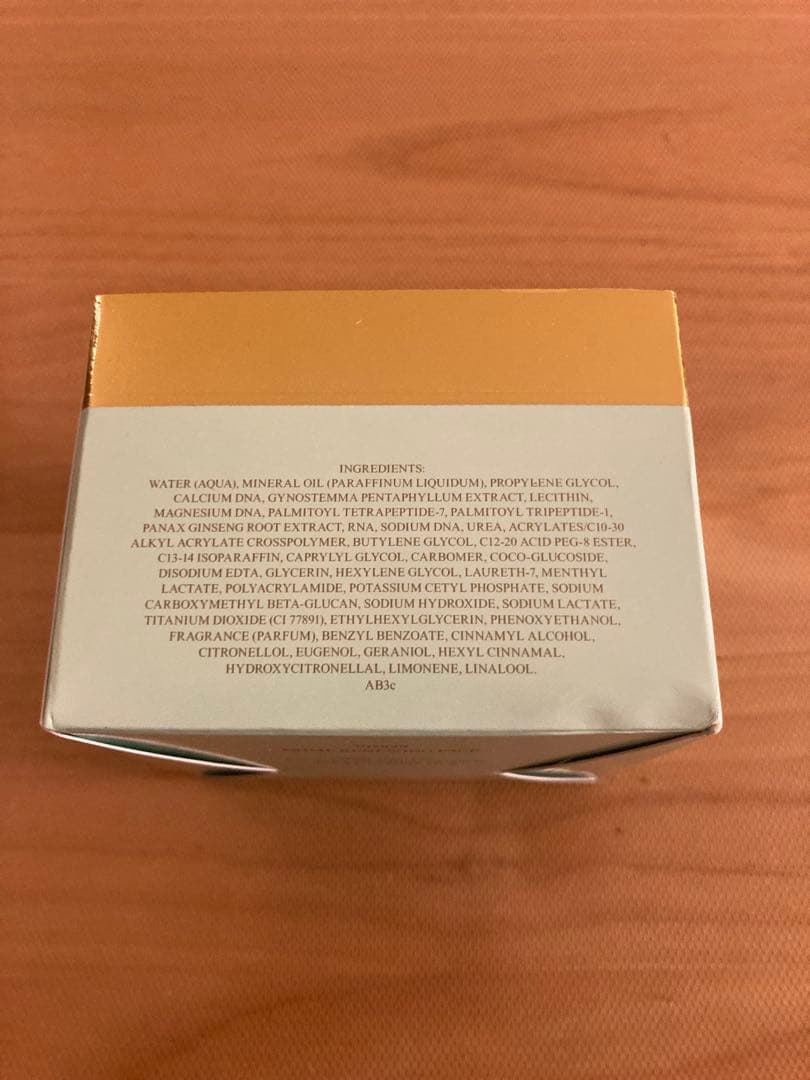 INGREDIENTS:
WATER (AQUA), MINERAL OIL (PARAFFINUM LIQUIDUM), PROPYLENE GLYCOL,
CALCIUM DNA, GYNOSTEMMA PENTAPHYLLUM EXTRACT, LECITHIN,
MAGNESIUM DNA, PALMITOYL TETRAPEPTIDE-7, PALMITOYL TRIPEPTIDE-1,
PANAX GINSENG ROOT EXTRACT, RNA, SODIUM DNA, UREA, ACRYLATES/C10-30
ALKYL ACRYLATE CROSSPOLYMER, BUTYLENE GLYCOL, C12-20 ACID PEG-8 ESTER,
C13-14 ISOPARAFFIN, CAPRYLYL GLYCOL, CARBOMER, COCO-GLUCOSIDE,
DISODIUM EDTA, GLYCERIN, HEXYLENE GLYCOL, LAURETH-7, MENTHYL
LACTATE, POLYACRYLAMIDE, POTASSIUM CETYL PHOSPHATE, SODIUM
CARBOXYMETHYL BETA-GLUCAN, SODIUM HYDROXIDE, SODIUM LACTATE,
TITANIUM DIOXIDE (CI 77891), ETHYLHEXYLGLYCERIN, PHENOXYETHANOL,
FRAGRANCE (PARFUM), BENZYL BENZOATE, CINNAMYL ALCOHOL,
CITRONELLOL, EUGENOL, GERANIOL, HEXYL CINNAMAL,
HYDROXYCITRONELLAL, LIMONENE, LINALOOL.
AB3c